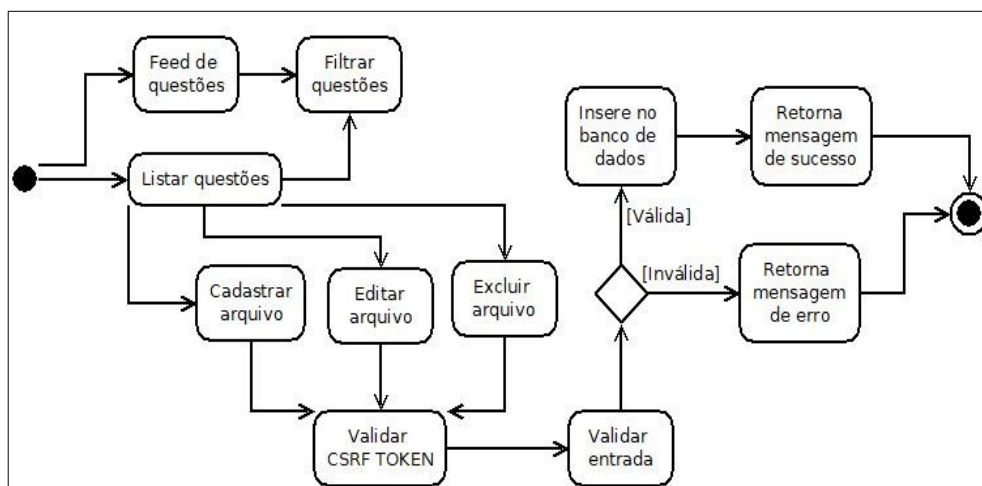 Feed de
questões
Filtrar
questões
Listar questões
Cadastrar
arquivo
Editar
arquivo
Excluir
arquivo
Validar
CSRF TOKEN
Validar
entrada
[Válida]
[Inválida]
Insere no
banco de
dados
Retorna
mensagem
de sucesso
Retorna
mensagem
de erro